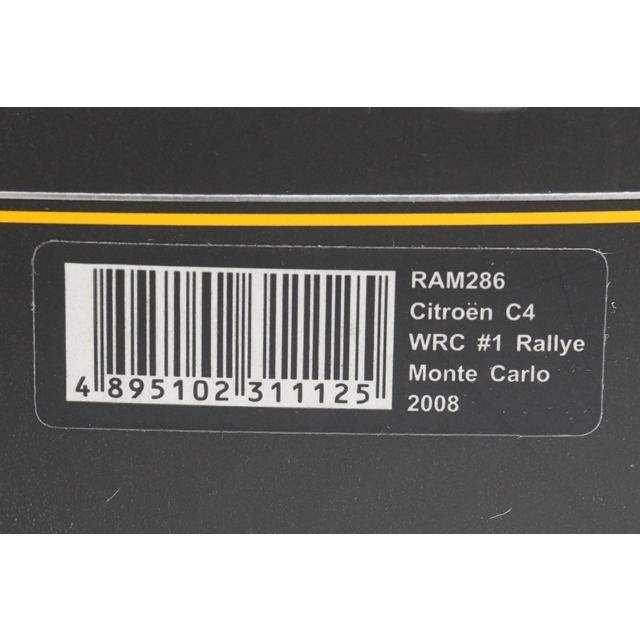 RAM286
Citroën C4
WRC #1 Rallye
Monte Carlo
2008
4 895102 311125